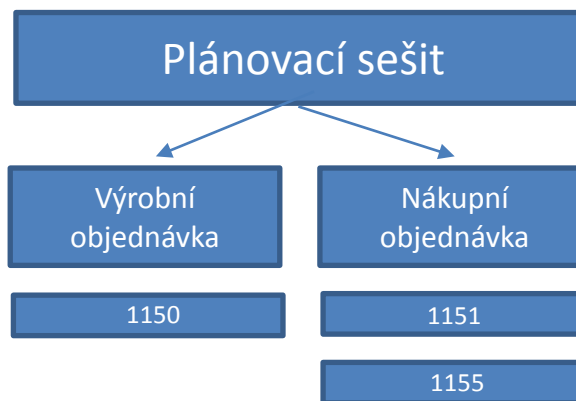 Plánovací sešit
Výrobní
objednávka
Nákupní
objednávka
1150
1151
1155